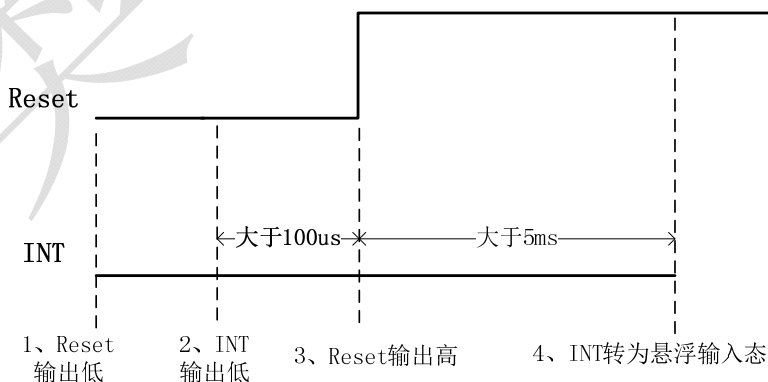 Reset
大于100us
大于5ms
INT
1、Reset
输出低
2、INT
输出低
3、Reset输出高
4、INT转为悬浮输入态